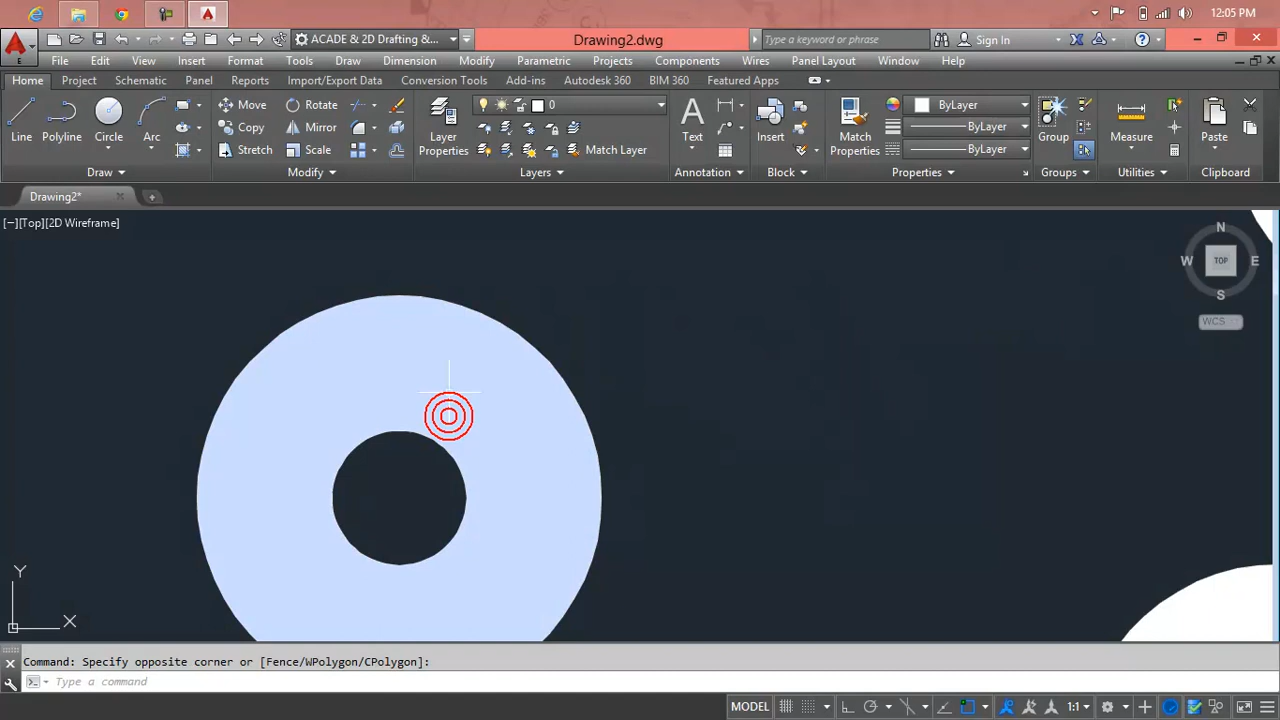 12:05 PM
ACADE & 2D Drafting &...
Drawing2.dwg
Type a keyword or phrase
Sign In
E
File Edit View Insert Format Tools Draw Dimension Modify Parametric Projects Components Wires Panel Layout Window Help
Home Project Schematic Panel Reports Import/Export Data Conversion Tools Add-ins Autodesk 360 BIM 360 Featured Apps
Line Polyline Circle Arc
Move Rotate
Copy Mirror
Stretch Scale
Layer Properties
0
Match Layer
Text
Insert
Match Properties
ByLayer
ByLayer
ByLayer
Group
Measure
Paste
Draw Modify Layers Annotation Block Properties Groups Utilities Clipboard
Drawing2*
[−][Top][2D Wireframe]
N
W TOP E
S
WCS
Y
X
Command: Specify opposite corner or [Fence/WPolygon/CPolygon]:
Type a command
MODEL 1:1